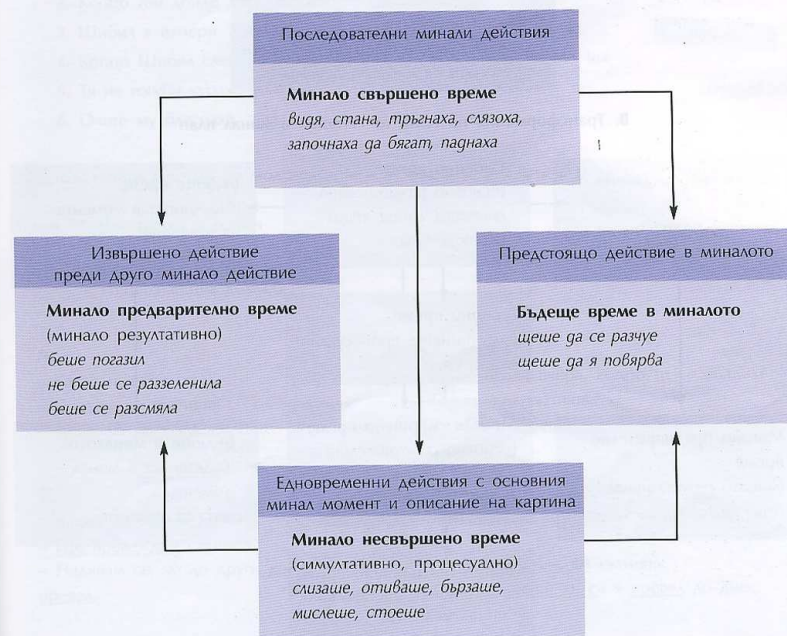 Последователни минали действия
Минало свършено време
видя, стана, тръгнаха, слязоха,
започнаха да бягат, паднаха
Извършено действие
преди друго минало действие
Минало предварително време
(минало резултативно)
беше погазил
не беше се раззеленила
беше се разсмяла
Предстоящо действие в миналото
Бъдеще време в миналото
щеше да се разчуе
щеше да я повярва
Едновременни действия с основния
минал момент и описание на картина
Минало несвършено време
(симултативно, процесуално)
слизаше, отиваше, бързаше,
мислеше, стоеше